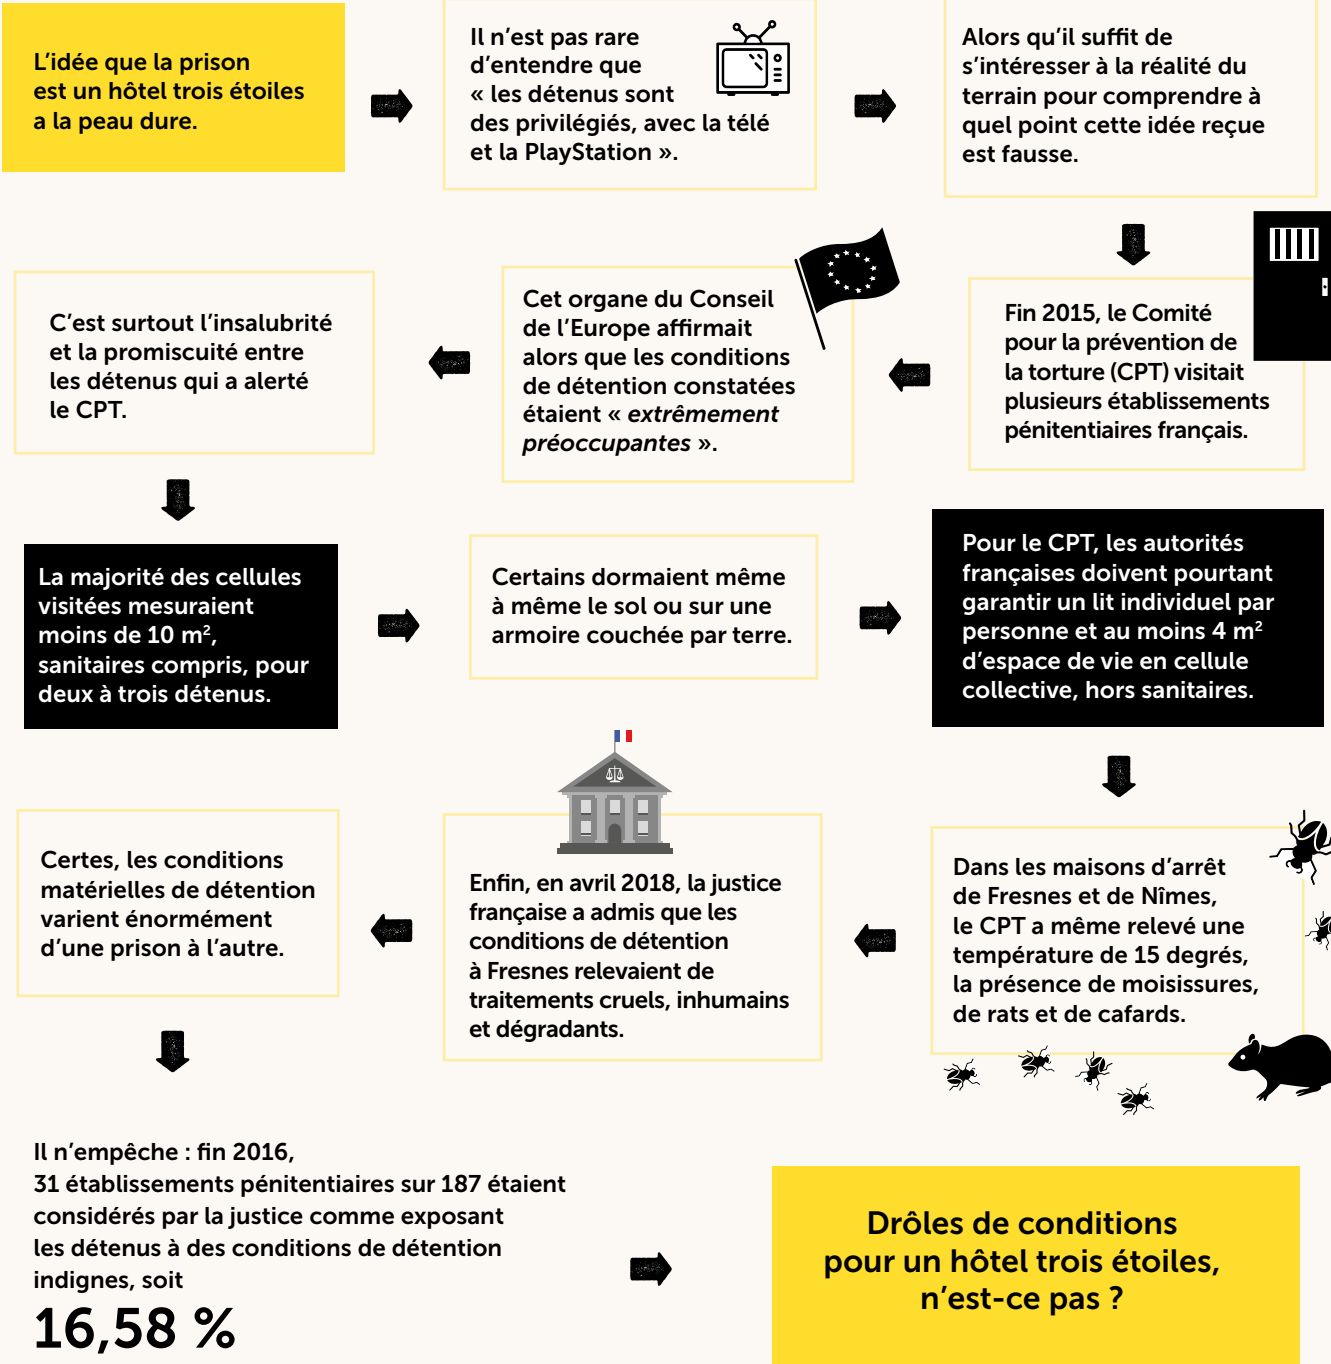 L'idée que la prison
est un hôtel trois étoiles
a la peau dure.
Il n'est pas rare
d'entendre que
« les détenus sont
des privilégiés, avec la télé
et la PlayStation ».
Alors qu'il suffit de
s'intéresser à la réalité du
terrain pour comprendre à
quel point cette idée reçue
est fausse.
Fin 2015, le Comité
pour la prévention de
la torture (CPT) visitait
plusieurs établissements
pénitentiaires français.
Cet organe du Conseil
de l'Europe affirmait
alors que les conditions
de détention constatées
étaient « extrêmement
préoccupantes ».
C'est surtout l'insalubrité
et la promiscuité entre
les détenus qui a alerté
le CPT.
La majorité des cellules
visitées mesuraient
moins de 10 m²,
sanitaires compris, pour
deux à trois détenus.
Certains dormaient même
à même le sol ou sur une
armoire couchée par terre.
Pour le CPT, les autorités
françaises doivent pourtant
garantir un lit individuel par
personne et au moins 4 m²
d'espace de vie en cellule
collective, hors sanitaires.
Dans les maisons d'arrêt
de Fresnes et de Nîmes,
le CPT a même relevé une
température de 15 degrés,
la présence de moisissures,
de rats et de cafards.
Enfin, en avril 2018, la justice
française a admis que les
conditions de détention
à Fresnes relevaient de
traitements cruels, inhumains
et dégradants.
Certes, les conditions
matérielles de détention
varient énormément
d'une prison à l'autre.
Il n'empêche : fin 2016,
31 établissements pénitentiaires sur 187 étaient
considérés par la justice comme exposant
les détenus à des conditions de détention
indignes, soit
16,58 %
Drôles de conditions
pour un hôtel trois étoiles,
n'est-ce pas ?